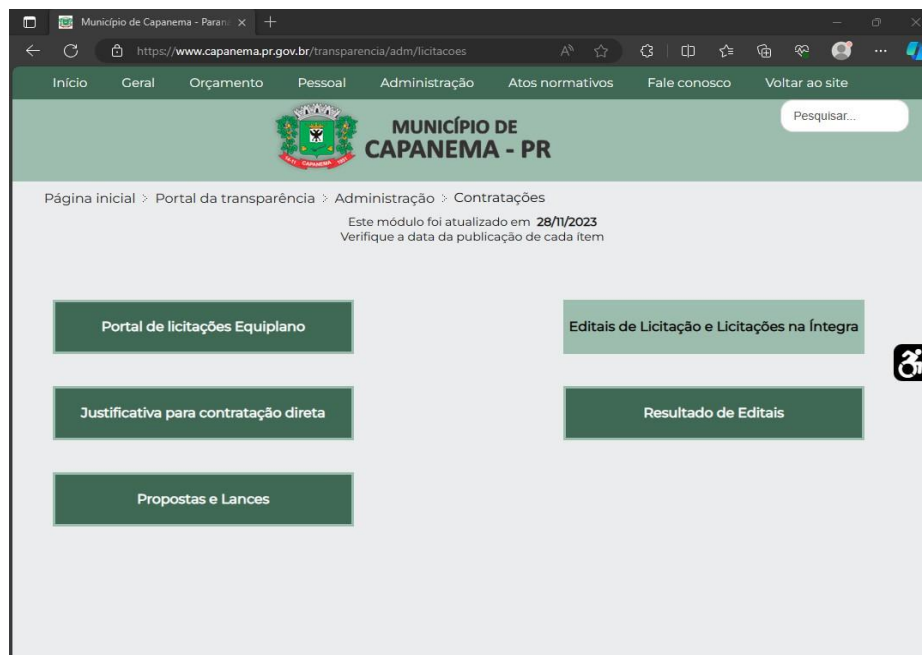 Município de Capanema - Paraná
https://www.capanema.pr.gov.br/transparencia/adm/licitacoes
Início Geral Orçamento Pessoal Administração Atos normativos Fale conosco Voltar ao site
Pesquisar...
MUNICÍPIO DE
CAPANEMA - PR
CAPANEMA
Página inicial > Portal da transparência > Administração > Contratações
Este módulo foi atualizado em 28/11/2023
Verifique a data da publicação de cada ítem
Portal de licitações Equiplano
Editais de Licitação e Licitações na Íntegra
Justificativa para contratação direta
Resultado de Editais
Propostas e Lances